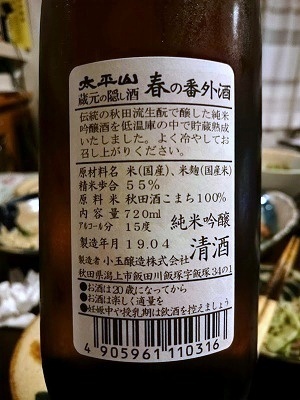 太平山
蔵元の隠し酒 春の番外酒
伝統の秋田流生酛で醸した純米
吟醸酒を低温庫の中で貯蔵熟成
いたしました。よく冷やしてお
召し上がりください。
原材料名 米(国産)、米麹(国産米)
精米歩合 55%
原料米 秋田酒こまち100%
内容量 720ml
アルコール分 15度 純米吟醸
製造年月 19.04 清酒
製造者 小玉醸造株式会社
秋田県潟上市飯田川飯塚字飯塚34の1
●お酒は20歳になってから
●お酒は楽しく適量を
●妊娠中や授乳期は飲酒を控えましょう。
4 905961 110316